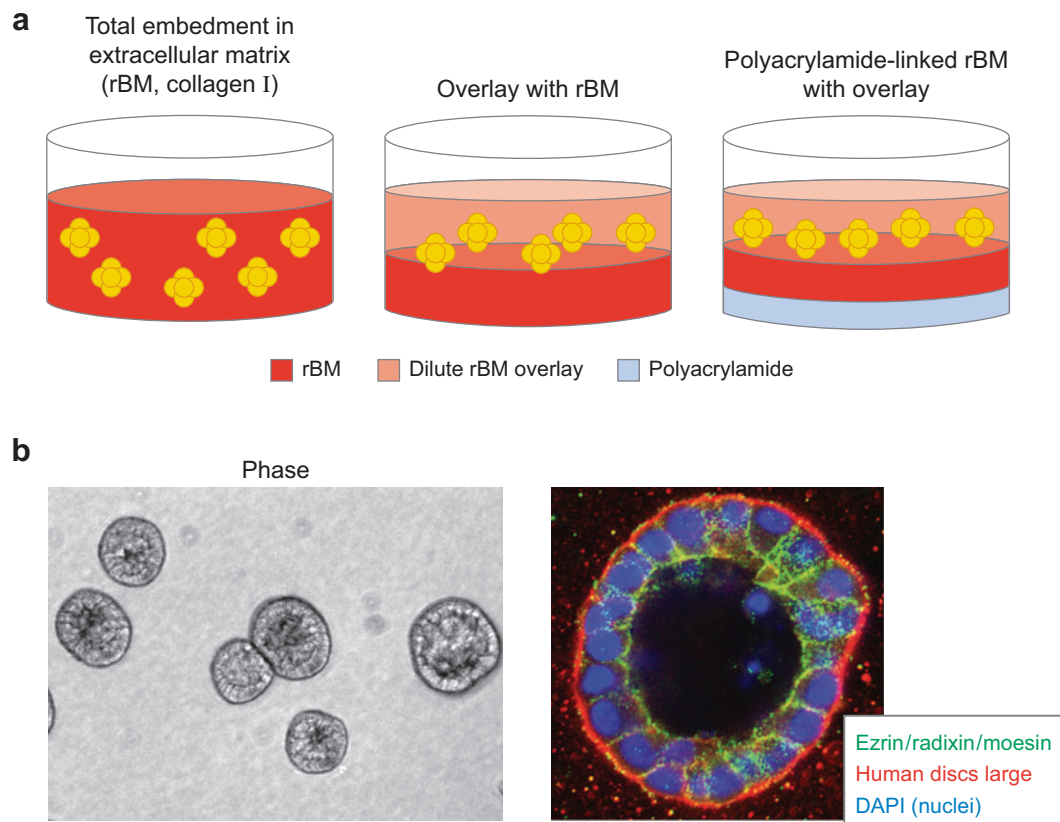 a
Total embedment in
extracellular matrix
(rBM, collagen I)
Overlay with rBM
Polyacrylamide-linked rBM
with overlay
rBM
Dilute rBM overlay
Polyacrylamide
b
Phase
Ezrin/radixin/moesin
Human discs large
DAPI (nuclei)